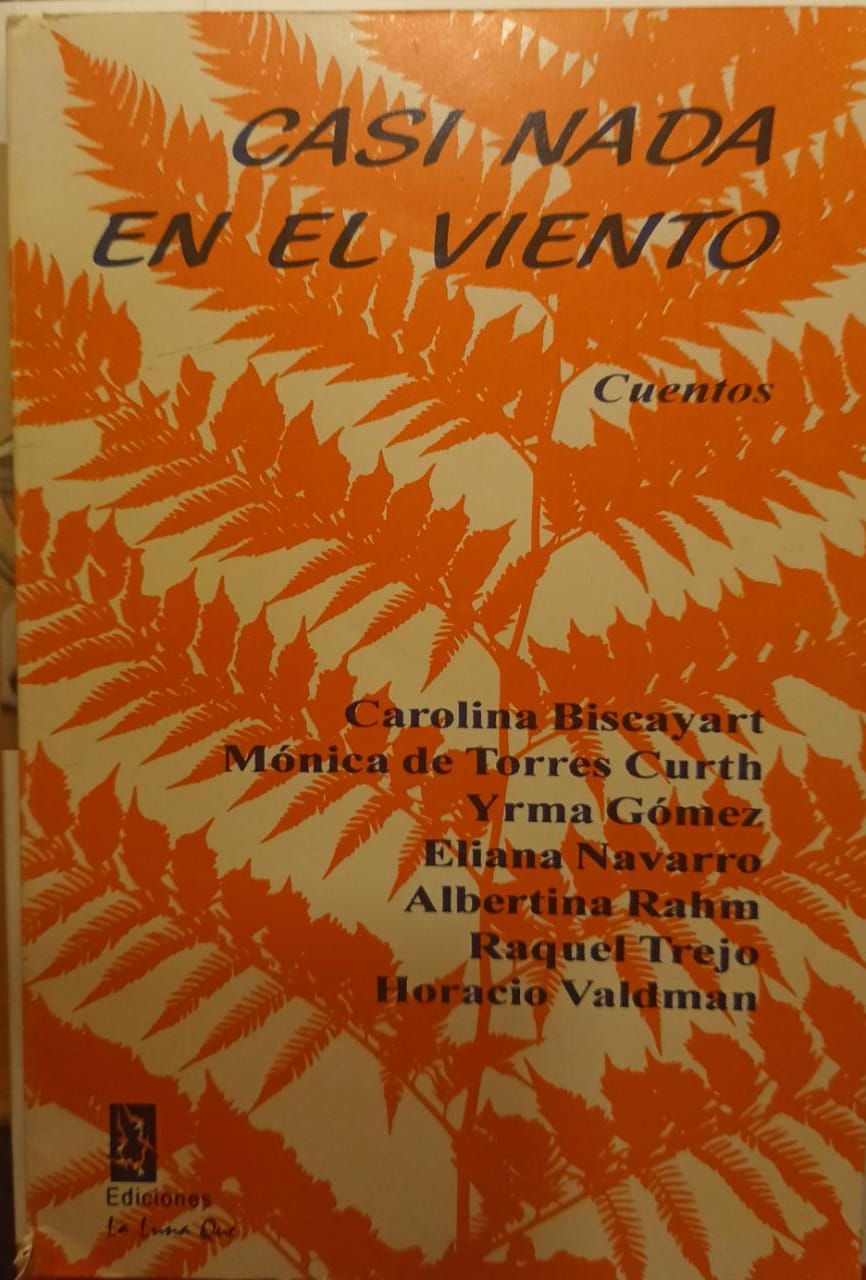 CASI NADA
EN EL VIENTO
Cuentos
Carolina Biscayart
Mónica de Torres Curth
Yrma Gómez
Eliana Navarro
Albertina Rahm
Raquel Trejo
Horacio Valdman
Ediciones
La Luna Que